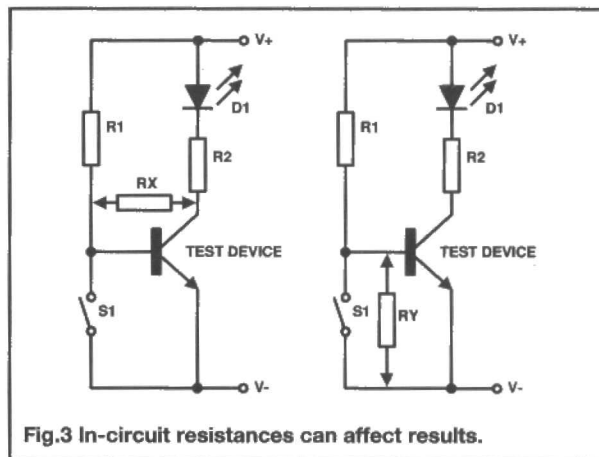 V+
D1
R1
R2
RX
TEST DEVICE
S1
V-
V+
D1
R1
R2
TEST DEVICE
S1
RY
V-
Fig.3 In-circuit resistances can affect results.